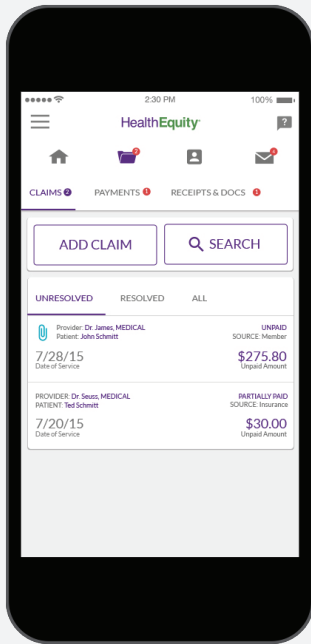 2:30 PM 100%
HealthEquity ?
CLAIMS 2 PAYMENTS 1 RECEIPTS & DOCS 1
ADD CLAIM SEARCH
UNRESOLVED RESOLVED ALL
Provider: Dr. James, MEDICAL UNPAID
Patient: John Schmitt SOURCE: Member
7/28/15 $275.80
Date of Service Unpaid Amount
PROVIDER: Dr. Seuss, MEDICAL PARTIALLY PAID
PATIENT: Ted Schmitt SOURCE: Insurance
7/20/15 $30.00
Date of Service Unpaid Amount